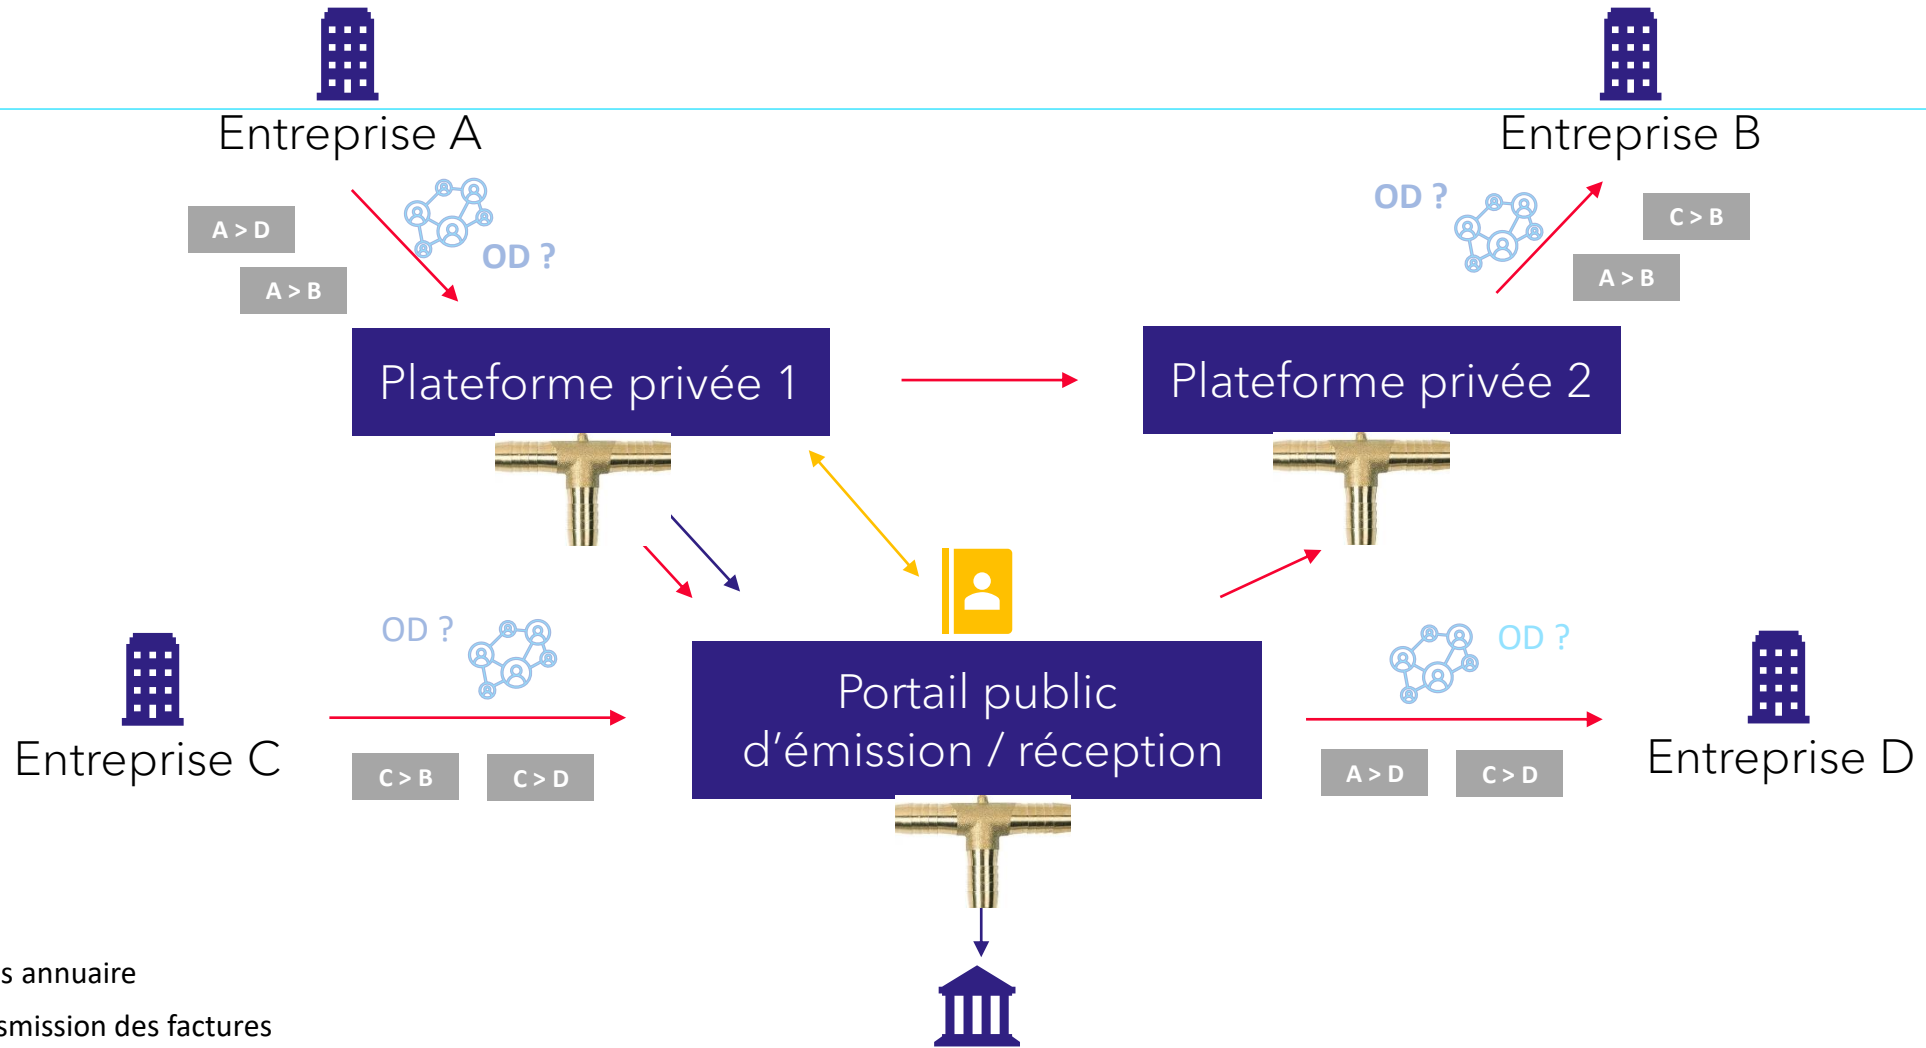 Entreprise A
Entreprise B
OD ?
A > D
C > B
OD ?
A > B
A > B
Plateforme privée 1
Plateforme privée 2
OD ?
OD ?
Portail public
d'émission / réception
Entreprise C
Entreprise D
C > B
C > D
A > D
C > D
s annuaire
smission des factures